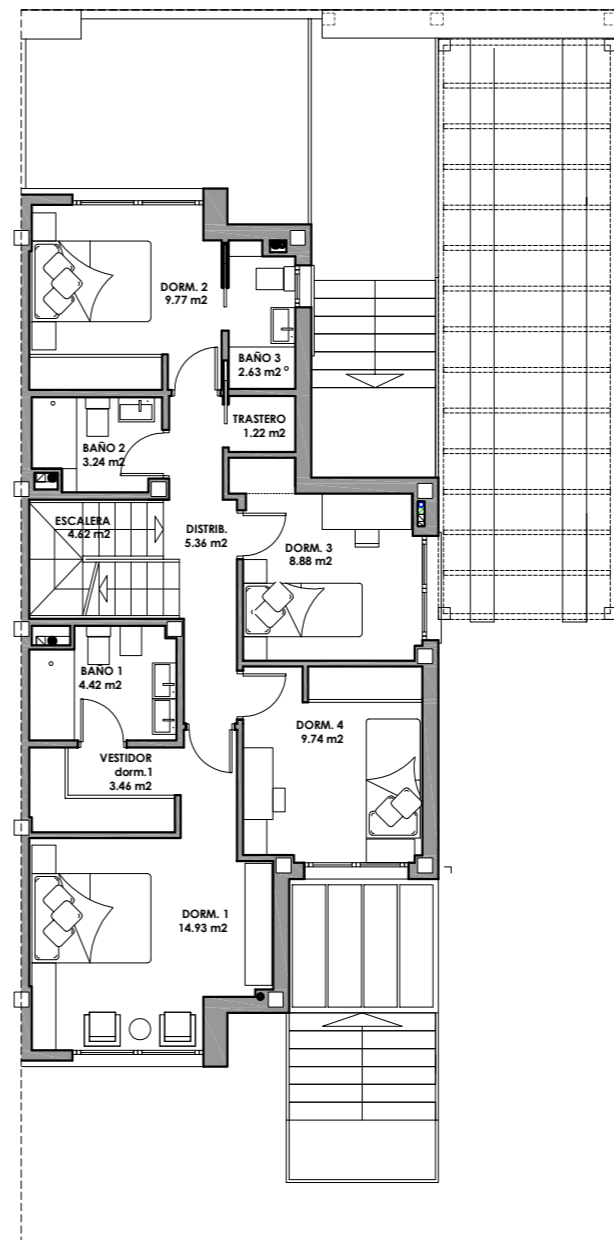 DORM. 2
9.77 m2
BAÑO 3
2.63 m2
TRASTERO
1.22 m2
BAÑO 2
3.24 m2
ESCALERA
4.62 m2
DISTRIB.
5.36 m2
DORM. 3
8.88 m2
BAÑO 1
4.42 m2
DORM. 4
9.74 m2
VESTIDOR
dorm.1
3.46 m2
DORM. 1
14.93 m2